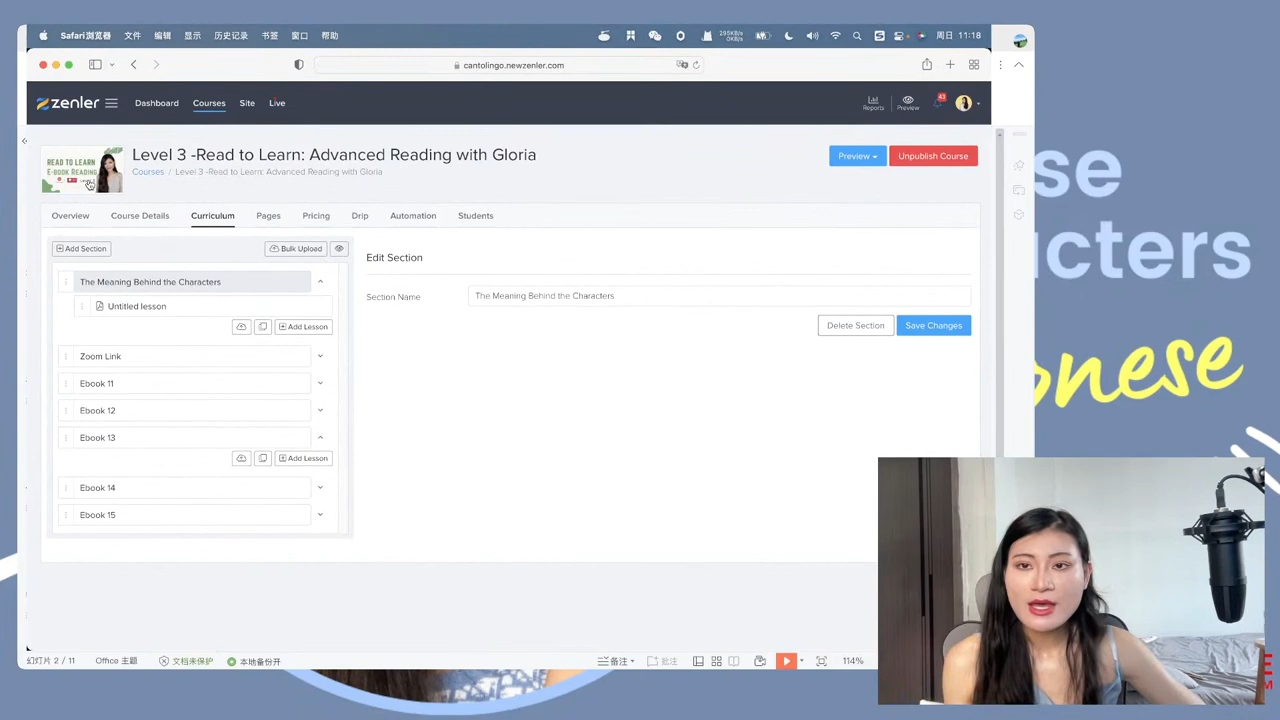 Safari浏览器 文件 编辑 显示 历史记录 书签 窗口 帮助
295KB/s
0KB/s
周日 11:18
cantolingo.newzenler.com
zenler
Dashboard Courses Site Live
Reports Preview 43
READ TO LEARN
E-BOOK READING
Level 3 -Read to Learn: Advanced Reading with Gloria
Courses / Level 3 -Read to Learn: Advanced Reading with Gloria
Preview Unpublish Course
Overview Course Details Curriculum Pages Pricing Drip Automation Students
Add Section Bulk Upload
Edit Section
The Meaning Behind the Characters
Section Name The Meaning Behind the Characters
Untitled lesson
Add Lesson
Delete Section Save Changes
Zoom Link
Ebook 11
Ebook 12
Ebook 13
Add Lesson
Ebook 14
Ebook 15
幻灯片 2 / 11 Office 主题 文档未保护 本地备份开 备注 批注 114%
se
cters
nese
E
M